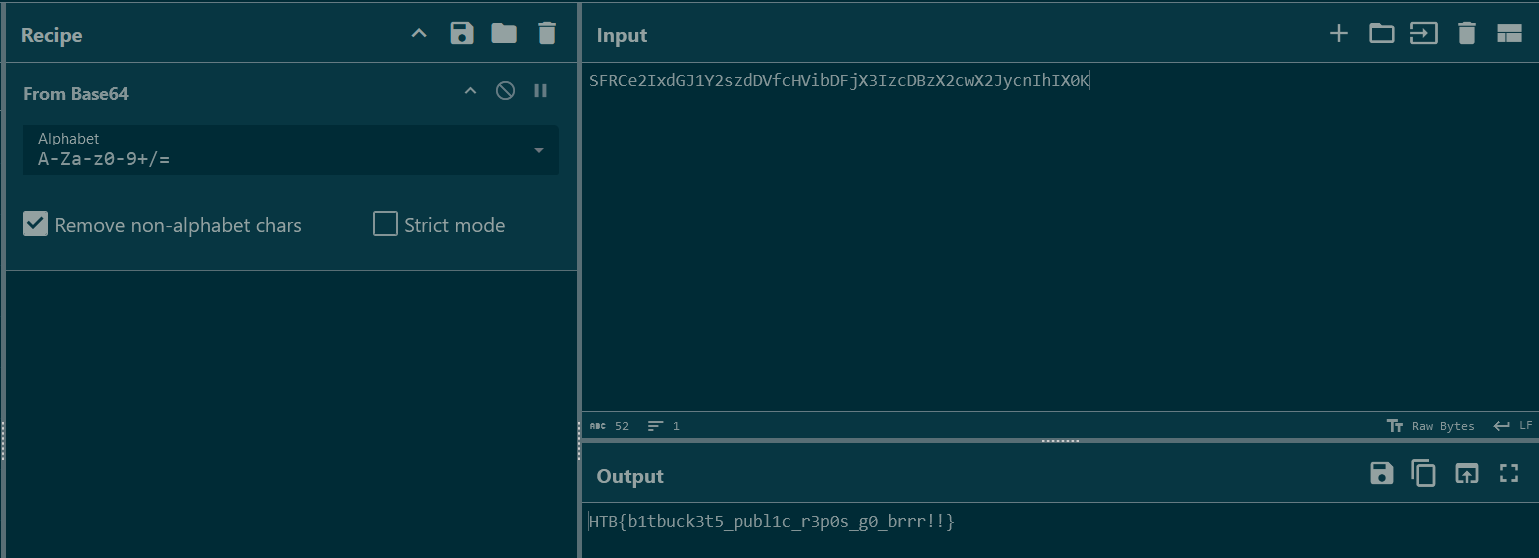 Recipe
From Base64
Alphabet
A-Za-z0-9+/=
Remove non-alphabet chars
Strict mode
Input
SFRCe2IxdGJ1Y2szdDVfcHVibDFjX3IzcDBzX2cwX2JycnIhIX0K
ABC 52 1 Tт Raw Bytes LF
Output
HTB{b1tbuck3t5_publ1c_r3p0s_g0_brrr!!}